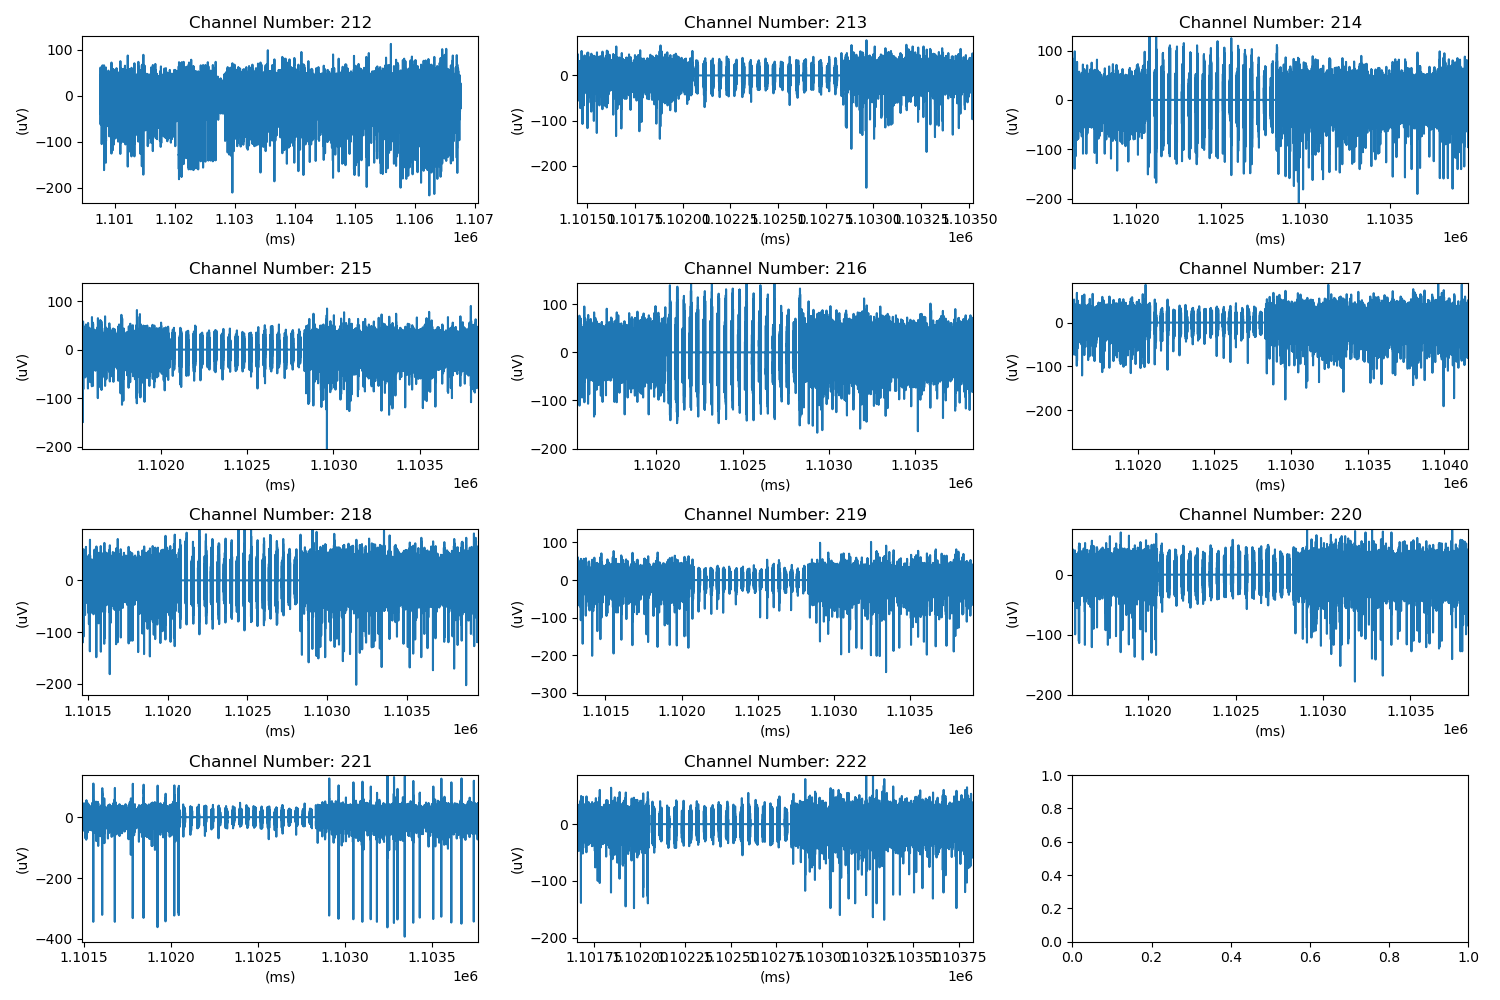 Channel Number: 212
100
0
−100
−200
(uV)
1.101 1.102 1.103 1.104 1.105 1.106 1.107
(ms)
1e6
Channel Number: 213
0
−100
−200
(uV)
1.10150 1.10175 1.10200 1.10225 1.10250 1.10275 1.10300 1.10325 1.10350
(ms)
1e6
Channel Number: 214
100
0
−100
−200
(uV)
1.1020 1.1025 1.1030 1.1035
(ms)
1e6
Channel Number: 215
100
0
−100
−200
(uV)
1.1020 1.1025 1.1030 1.1035
(ms)
1e6
Channel Number: 216
100
0
−100
−200
(uV)
1.1020 1.1025 1.1030 1.1035
(ms)
1e6
Channel Number: 217
0
−100
−200
(uV)
1.1020 1.1025 1.1030 1.1035 1.1040
(ms)
1e6
Channel Number: 218
0
−100
−200
(uV)
1.1015 1.1020 1.1025 1.1030 1.1035
(ms)
1e6
Channel Number: 219
100
0
−100
−200
−300
(uV)
1.1015 1.1020 1.1025 1.1030 1.1035
(ms)
1e6
Channel Number: 220
0
−100
−200
(uV)
1.1020 1.1025 1.1030 1.1035
(ms)
1e6
Channel Number: 221
0
−200
−400
(uV)
1.1015 1.1020 1.1025 1.1030 1.1035
(ms)
1e6
Channel Number: 222
0
−100
−200
(uV)
1.10175 1.10200 1.10225 1.10250 1.10275 1.10300 1.10325 1.10350 1.10375
(ms)
1e6
1.0
0.8
0.6
0.4
0.2
0.0
0.0 0.2 0.4 0.6 0.8 1.0